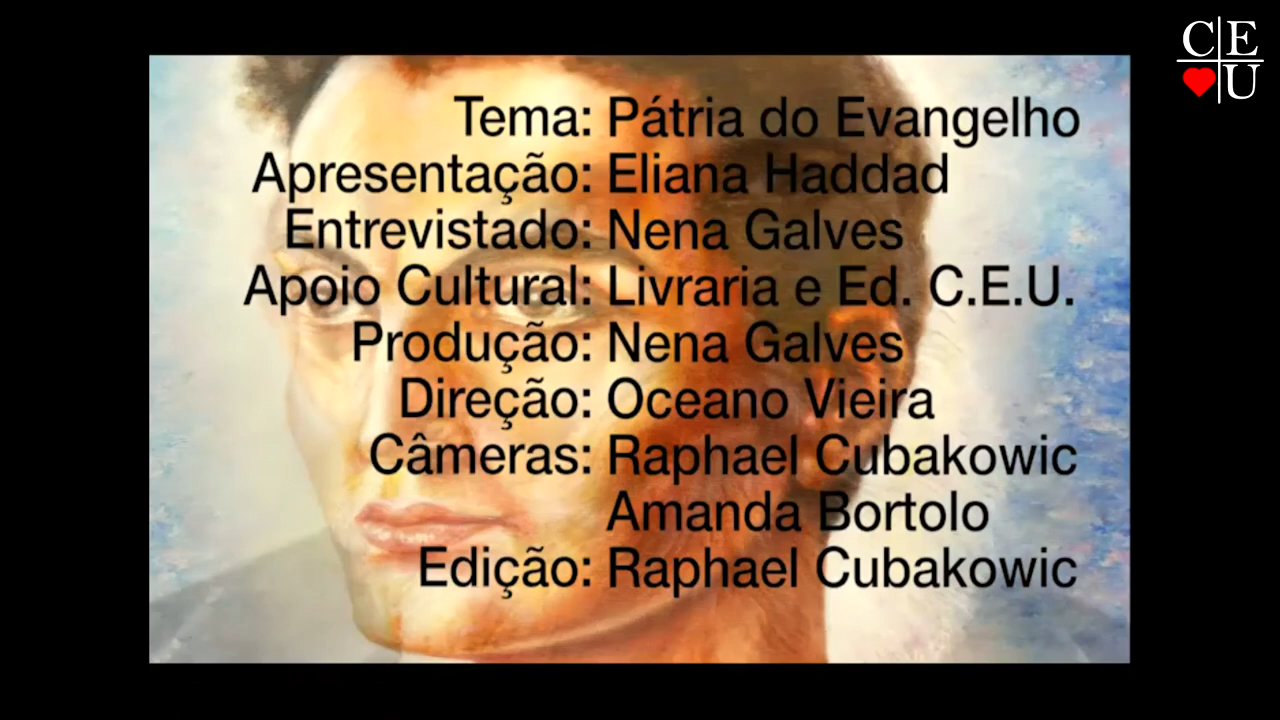 C E
U
Tema: Pátria do Evangelho
Apresentação: Eliana Haddad
Entrevistado: Nena Galves
Apoio Cultural: Livraria e Ed. C.E.U.
Produção: Nena Galves
Direção: Oceano Vieira
Câmeras: Raphael Cubakowic
Amanda Bortolo
Edição: Raphael Cubakowic